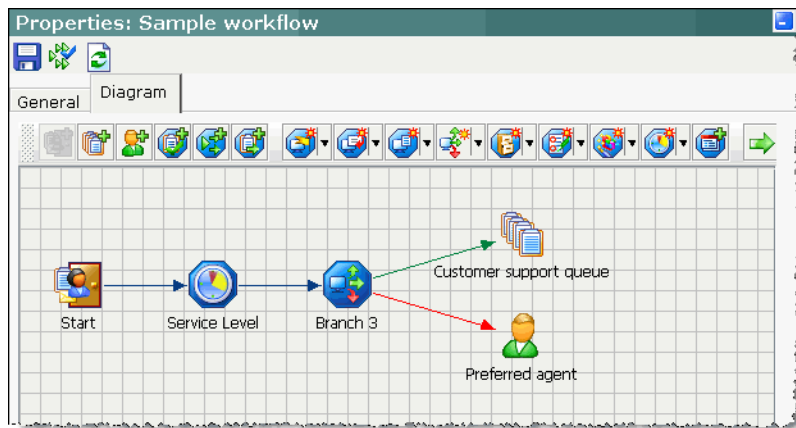 Properties: Sample workflow
General
Diagram
Customer support queue
Start
Service Level
Branch 3
Preferred agent